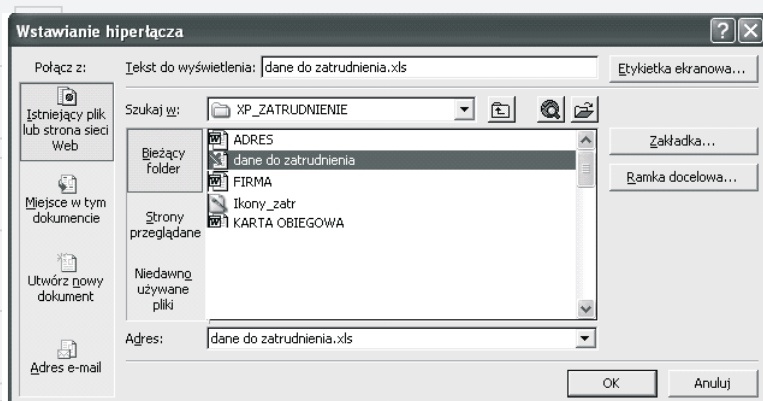 Wstawianie hiperłącza
Połącz z:
Tekst do wyświetlenia: dane do zatrudnienia.xls
Etykietka ekranowa...
Istniejący plik
lub strona sieci
Web
Szukaj w: XP_ZATRUDNIENIE
Bieżący
folder
ADRES
dane do zatrudnienia
FIRMA
Ikony_zatr
KARTA OBIEGOWA
Zakładka...
Ramka docelowa...
Miejsce w tym
dokumencie
Strony
przeglądane
Utwórz nowy
dokument
Niedawno
używane
pliki
Adres e-mail
Adres: dane do zatrudnienia.xls
OK
Anuluj